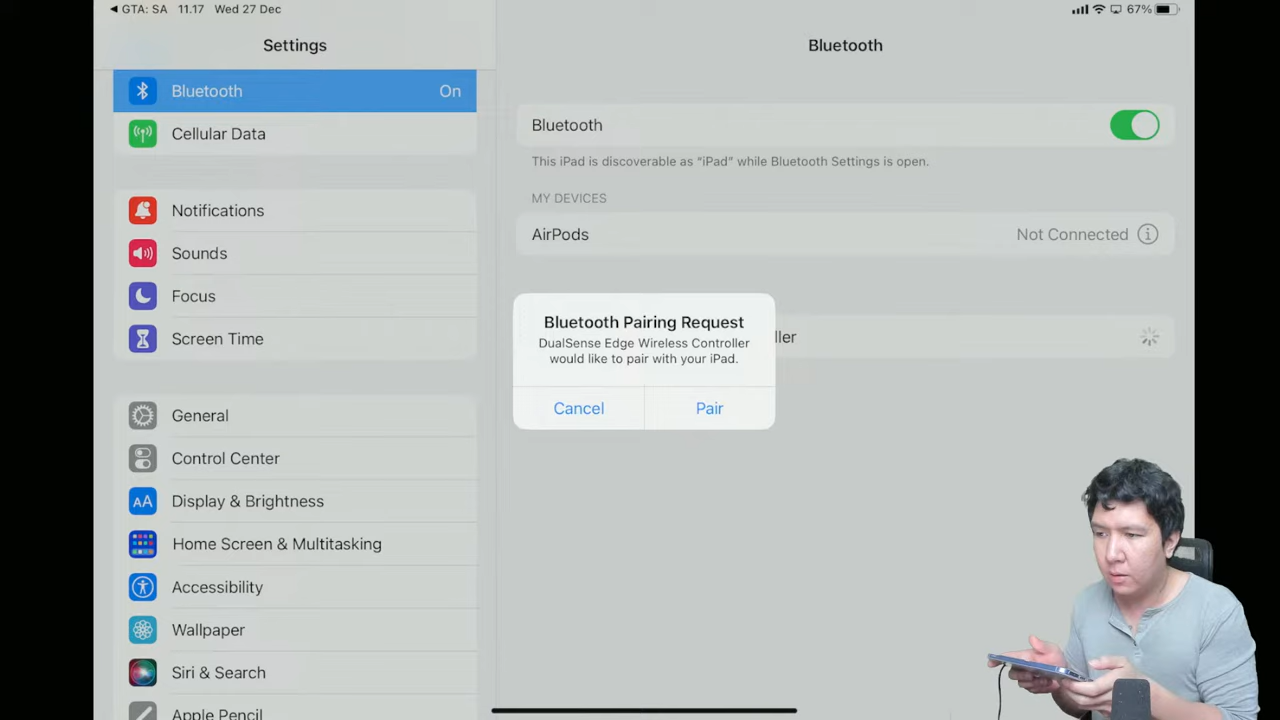 GTA: SA 11.17 Wed 27 Dec
67%
Settings
Bluetooth On
Cellular Data
Notifications
Sounds
Focus
Screen Time
General
Control Center
Display & Brightness
Home Screen & Multitasking
Accessibility
Wallpaper
Siri & Search
Apple Pencil
Bluetooth
Bluetooth
This iPad is discoverable as “iPad” while Bluetooth Settings is open.
MY DEVICES
AirPods Not Connected
ller
Bluetooth Pairing Request
DualSense Edge Wireless Controller
would like to pair with your iPad.
Cancel Pair